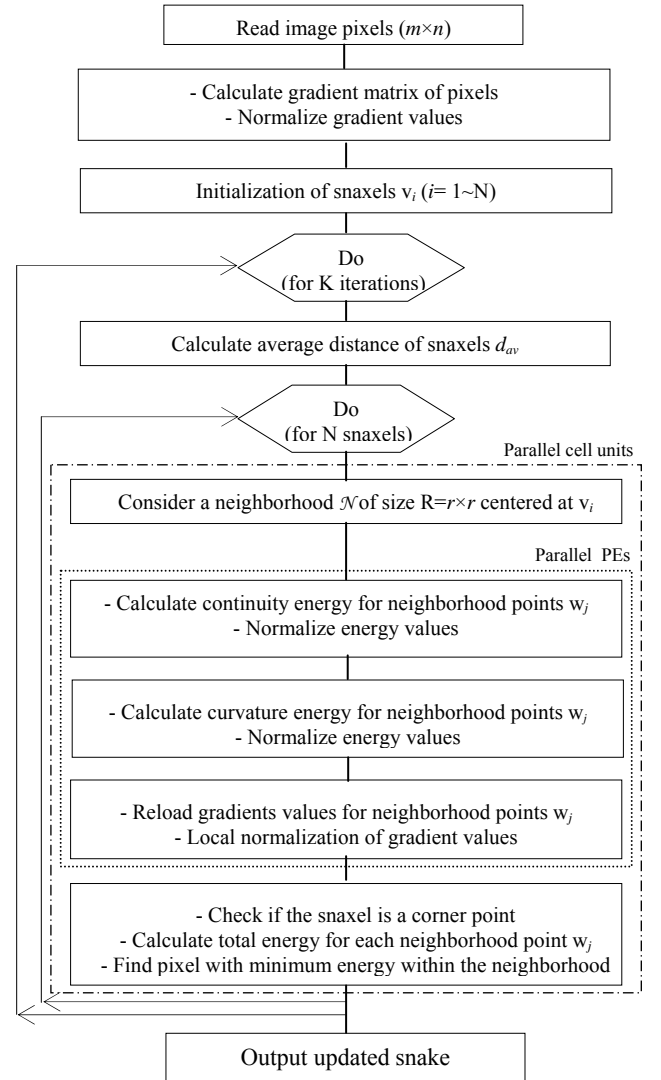 Read image pixels (m×n)
- Calculate gradient matrix of pixels
- Normalize gradient values
Initialization of snaxels vᵢ (i= 1~N)
Do
(for K iterations)
Calculate average distance of snaxels d_av
Do
(for N snaxels)
Parallel cell units
Consider a neighborhood 𝒩 of size R=r×r centered at vᵢ
Parallel PEs
- Calculate continuity energy for neighborhood points wⱼ
- Normalize energy values
- Calculate curvature energy for neighborhood points wⱼ
- Normalize energy values
- Reload gradients values for neighborhood points wⱼ
- Local normalization of gradient values
- Check if the snaxel is a corner point
- Calculate total energy for each neighborhood point wⱼ
- Find pixel with minimum energy within the neighborhood
Output updated snake